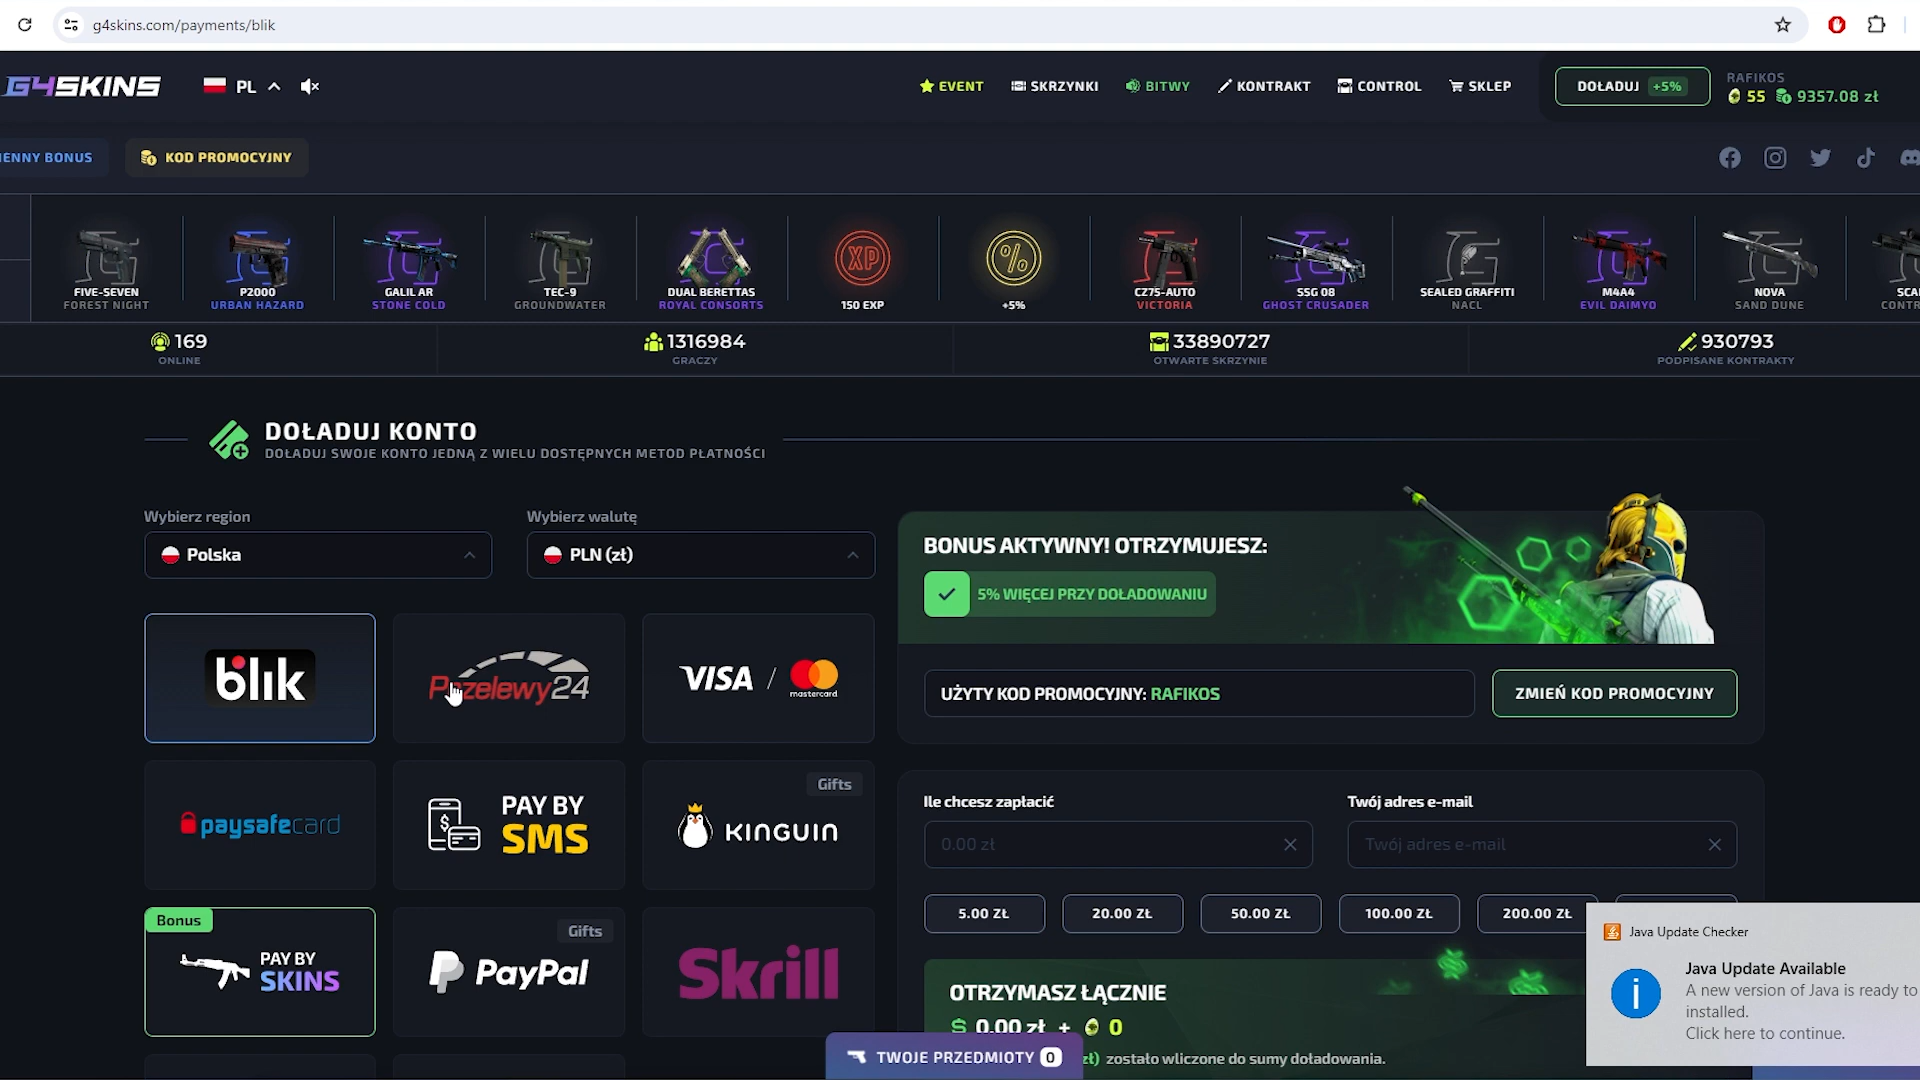 g4skins.com/payments/blik
G4SKINS
PL
EVENT
SKRZYNKI
BITWY
KONTRAKT
CONTROL
SKLEP
DOŁADUJ +5%
RAFIKOS
55 9357.08 zł
IENNY BONUS
KOD PROMOCYJNY
FIVE-SEVEN
FOREST NIGHT
P2000
URBAN HAZARD
GALIL AR
STONE COLD
TEC-9
GROUNDWATER
DUAL BERETTAS
ROYAL CONSORTS
XP
150 EXP
%
+5%
CZ75-AUTO
VICTORIA
SSG 08
GHOST CRUSADER
SEALED GRAFFITI
NACL
M4A4
EVIL DAIMYO
NOVA
SAND DUNE
SCA
CONTR
169
ONLINE
1316984
GRACZY
33890727
OTWARTE SKRZYNIE
930793
PODPISANE KONTRAKTY
DOŁADUJ KONTO
DOŁADUJ SWOJE KONTO JEDNĄ Z WIELU DOSTĘPNYCH METOD PŁATNOŚCI
Wybierz region
Polska
Wybierz walutę
PLN (zł)
blik
Przelewy24
VISA / mastercard
paysafecard
PAY BY
SMS
Gifts
KINGUIN
Bonus
PAY BY
SKINS
Gifts
PayPal
Skrill
BONUS AKTYWNY! OTRZYMUJESZ:
5% WIĘCEJ PRZY DOŁADOWANIU
UŻYTY KOD PROMOCYJNY: RAFIKOS
ZMIEŃ KOD PROMOCYJNY
Ile chcesz zapłacić
0.00 zł
Twój adres e-mail
Twój adres e-mail
5.00 ZŁ
20.00 ZŁ
50.00 ZŁ
100.00 ZŁ
200.00 ZŁ
OTRZYMASZ ŁĄCZNIE
0.00 zł + 0
zł) zostało wliczone do sumy doładowania.
TWOJE PRZEDMIOTY 0
Java Update Checker
Java Update Available
A new version of Java is ready to
installed.
Click here to continue.